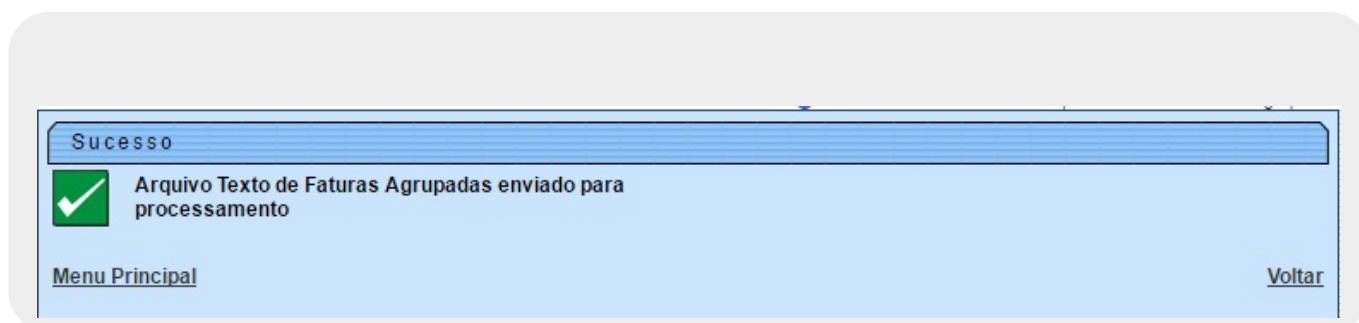 Sucesso
Arquivo Texto de Faturas Agrupadas enviado para
processamento
Menu Principal
Voltar